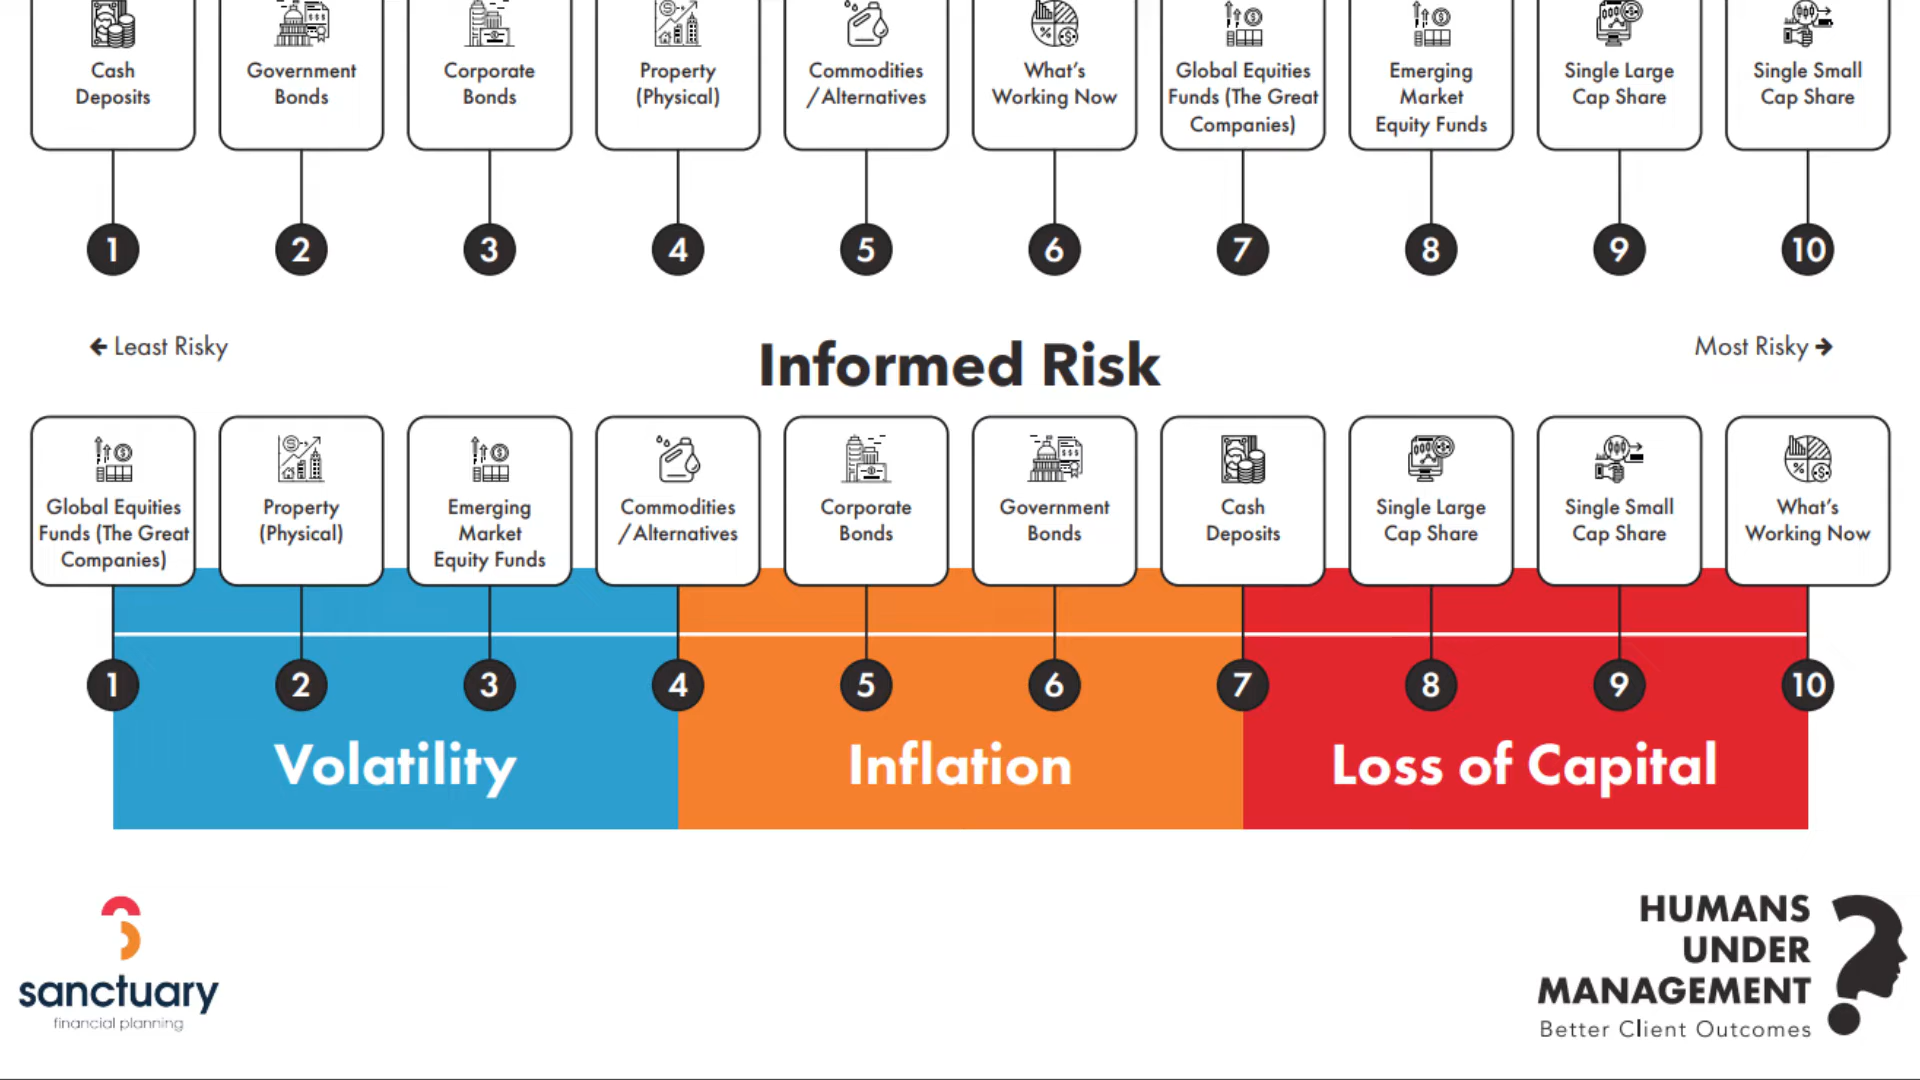 Cash
Deposits
Government
Bonds
Corporate
Bonds
Property
(Physical)
Commodities
/Alternatives
What's
Working Now
Global Equities
Funds (The Great
Companies)
Emerging
Market
Equity Funds
Single Large
Cap Share
Single Small
Cap Share
1 2 3 4 5 6 7 8 9 10
← Least Risky
Informed Risk
Most Risky →
Global Equities
Funds (The Great
Companies)
Property
(Physical)
Emerging
Market
Equity Funds
Commodities
/Alternatives
Corporate
Bonds
Government
Bonds
Cash
Deposits
Single Large
Cap Share
Single Small
Cap Share
What's
Working Now
1 2 3 4 5 6 7 8 9 10
Volatility
Inflation
Loss of Capital
sanctuary
financial planning
HUMANS
UNDER
MANAGEMENT
Better Client Outcomes